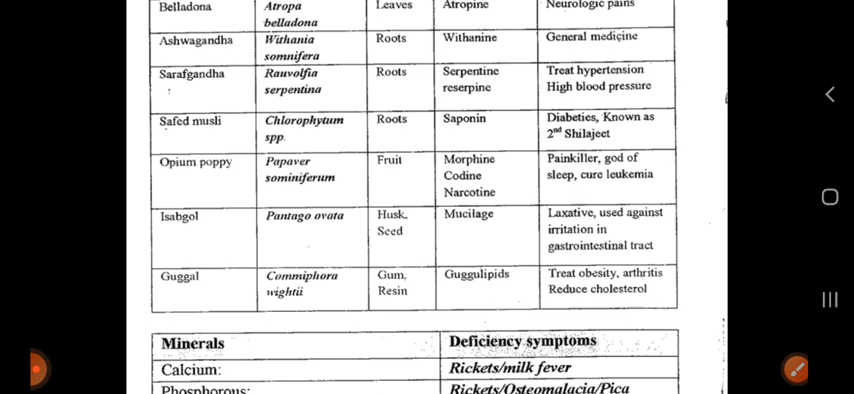 Belladona Atropa belladona Leaves Atropine Neurologic pains
Ashwagandha Withania somnifera Roots Withanine General medicine
Sarafgandha Rauvolfia serpentina Roots Serpentine reserpine Treat hypertension High blood pressure
Safed musli Chlorophytum spp. Roots Saponin Diabeties, Known as 2nd Shilajeet
Opium poppy Papaver sominiferum Fruit Morphine Codine Narcotine Painkiller, god of sleep, cure leukemia
Isabgol Pantago ovata Husk, Seed Mucilage Laxative, used against irritation in gastrointestinal tract
Guggal Commiphora wightii Gum, Resin Guggulipids Treat obesity, arthritis Reduce cholesterol
Minerals Deficiency symptoms
Calcium: Rickets/milk fever
Phosphorous: Rickets/Osteomalacia/Pica